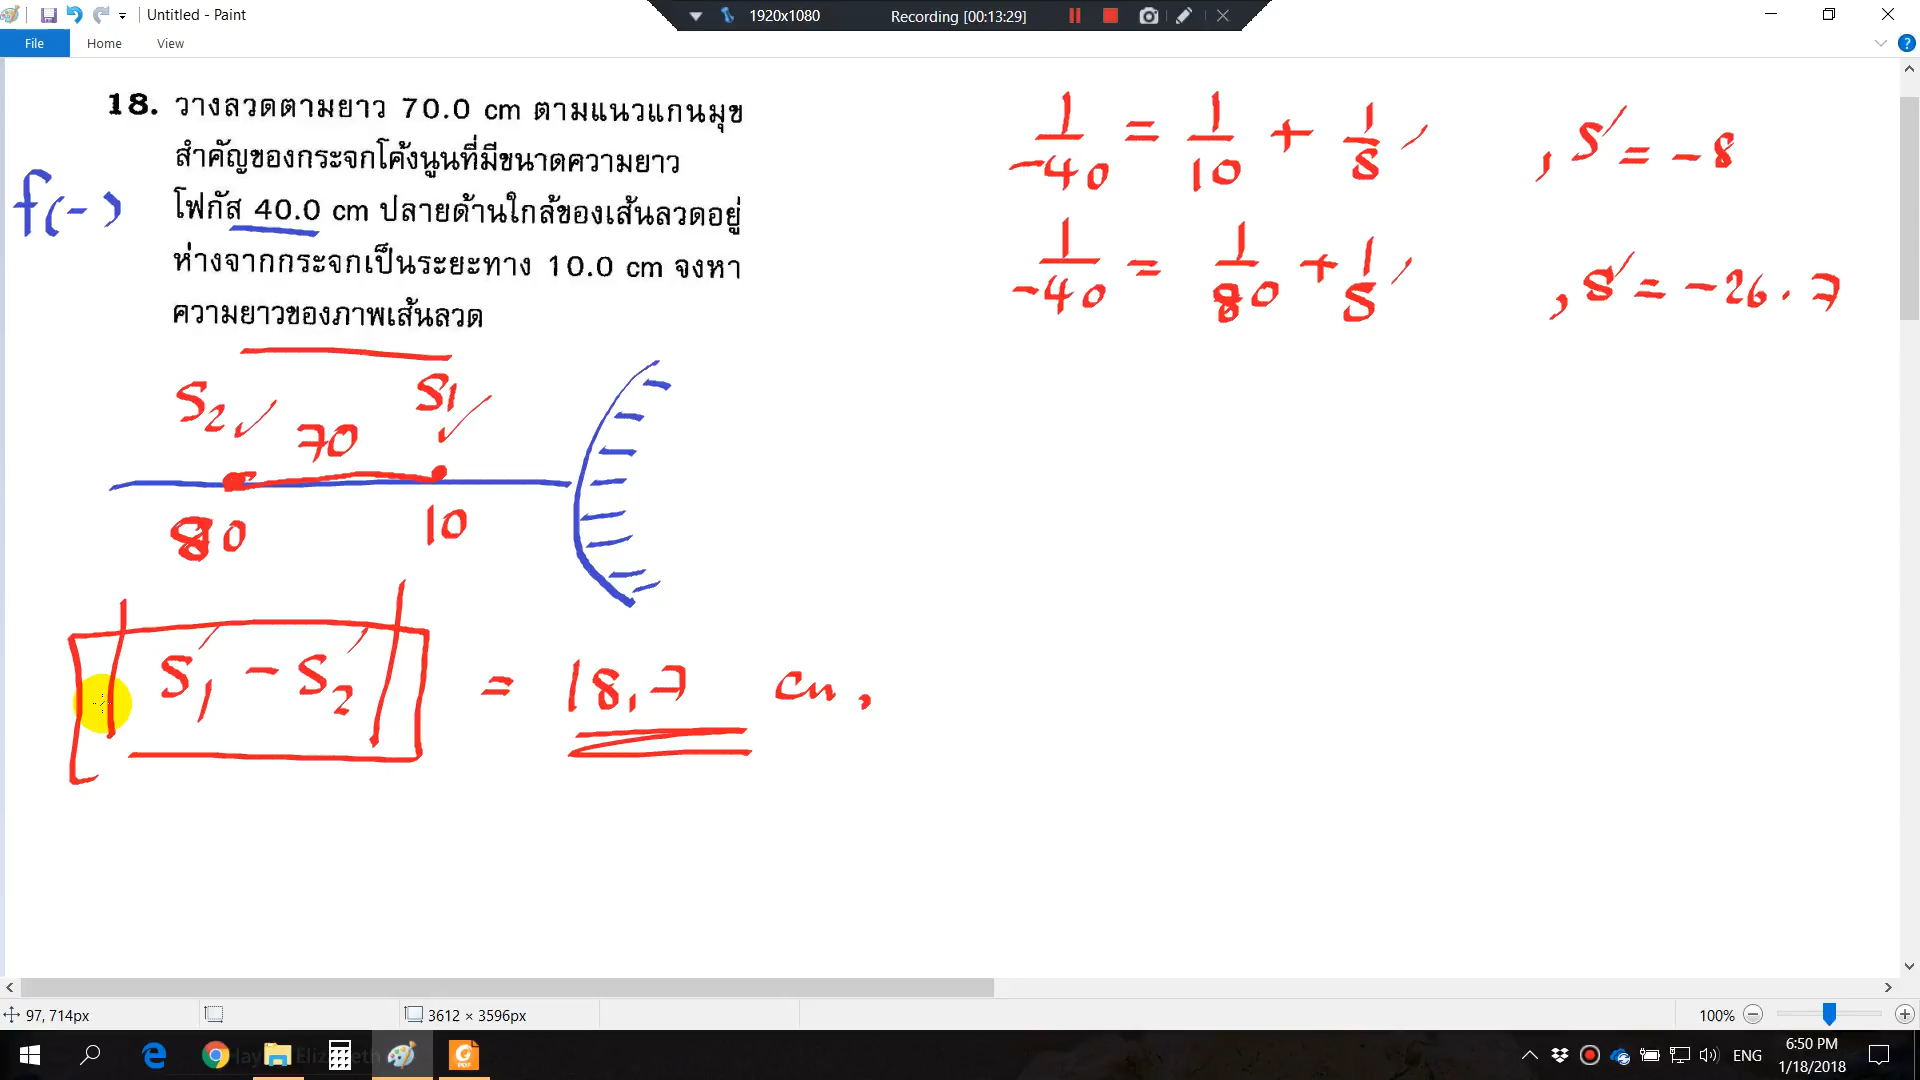 Untitled - Paint
1920x1080
Recording [00:13:29]
File Home View
18. วางลวดตามยาว 70.0 cm ตามแนวแกนมุข
สำคัญของกระจกโค้งนูนที่มีขนาดความยาว
โฟกัส 40.0 cm ปลายด้านใกล้ของเส้นลวดอยู่
ห่างจากกระจกเป็นระยะทาง 10.0 cm จงหา
ความยาวของภาพเส้นลวด
f(-)
1/-40 = 1/10 + 1/s' , s' = -8
1/-40 = 1/80 + 1/s' , s' = -26.7
S2 S1
70
80 10
| S1' - S2' | = 18,7 cm,
97, 714px
3612 × 3596px
100%
ENG
6:50 PM
1/18/2018